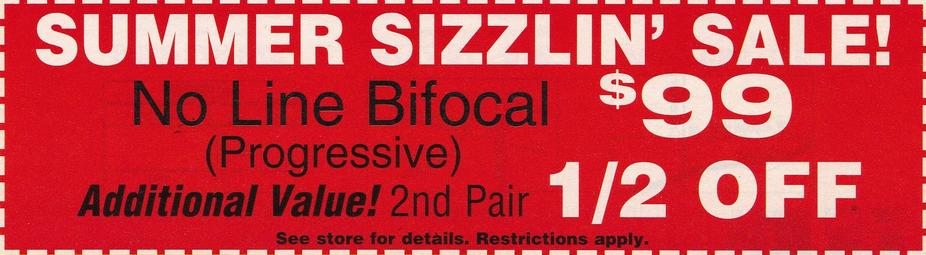 SUMMER SIZZLIN' SALE!
No Line Bifocal $99
(Progressive)
Additional Value! 2nd Pair 1/2 OFF
See store for details. Restrictions apply.